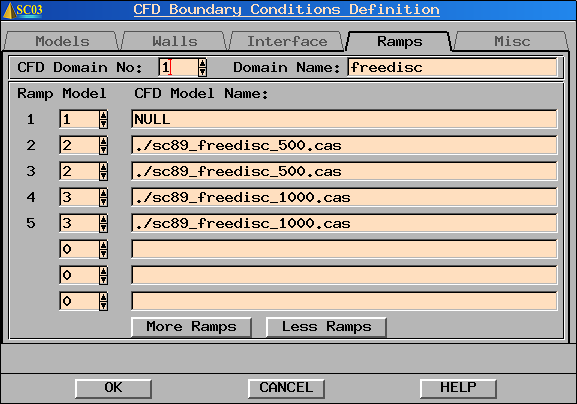 SC03 CFD Boundary Conditions Definition
Models Walls Interface Ramps Misc
CFD Domain No: 1 Domain Name: freedisc
Ramp Model CFD Model Name:
1 1 NULL
2 2 ./sc89_freedisc_500.cas
3 2 ./sc89_freedisc_500.cas
4 3 ./sc89_freedisc_1000.cas
5 3 ./sc89_freedisc_1000.cas
0
0
0
More Ramps Less Ramps
OK CANCEL HELP